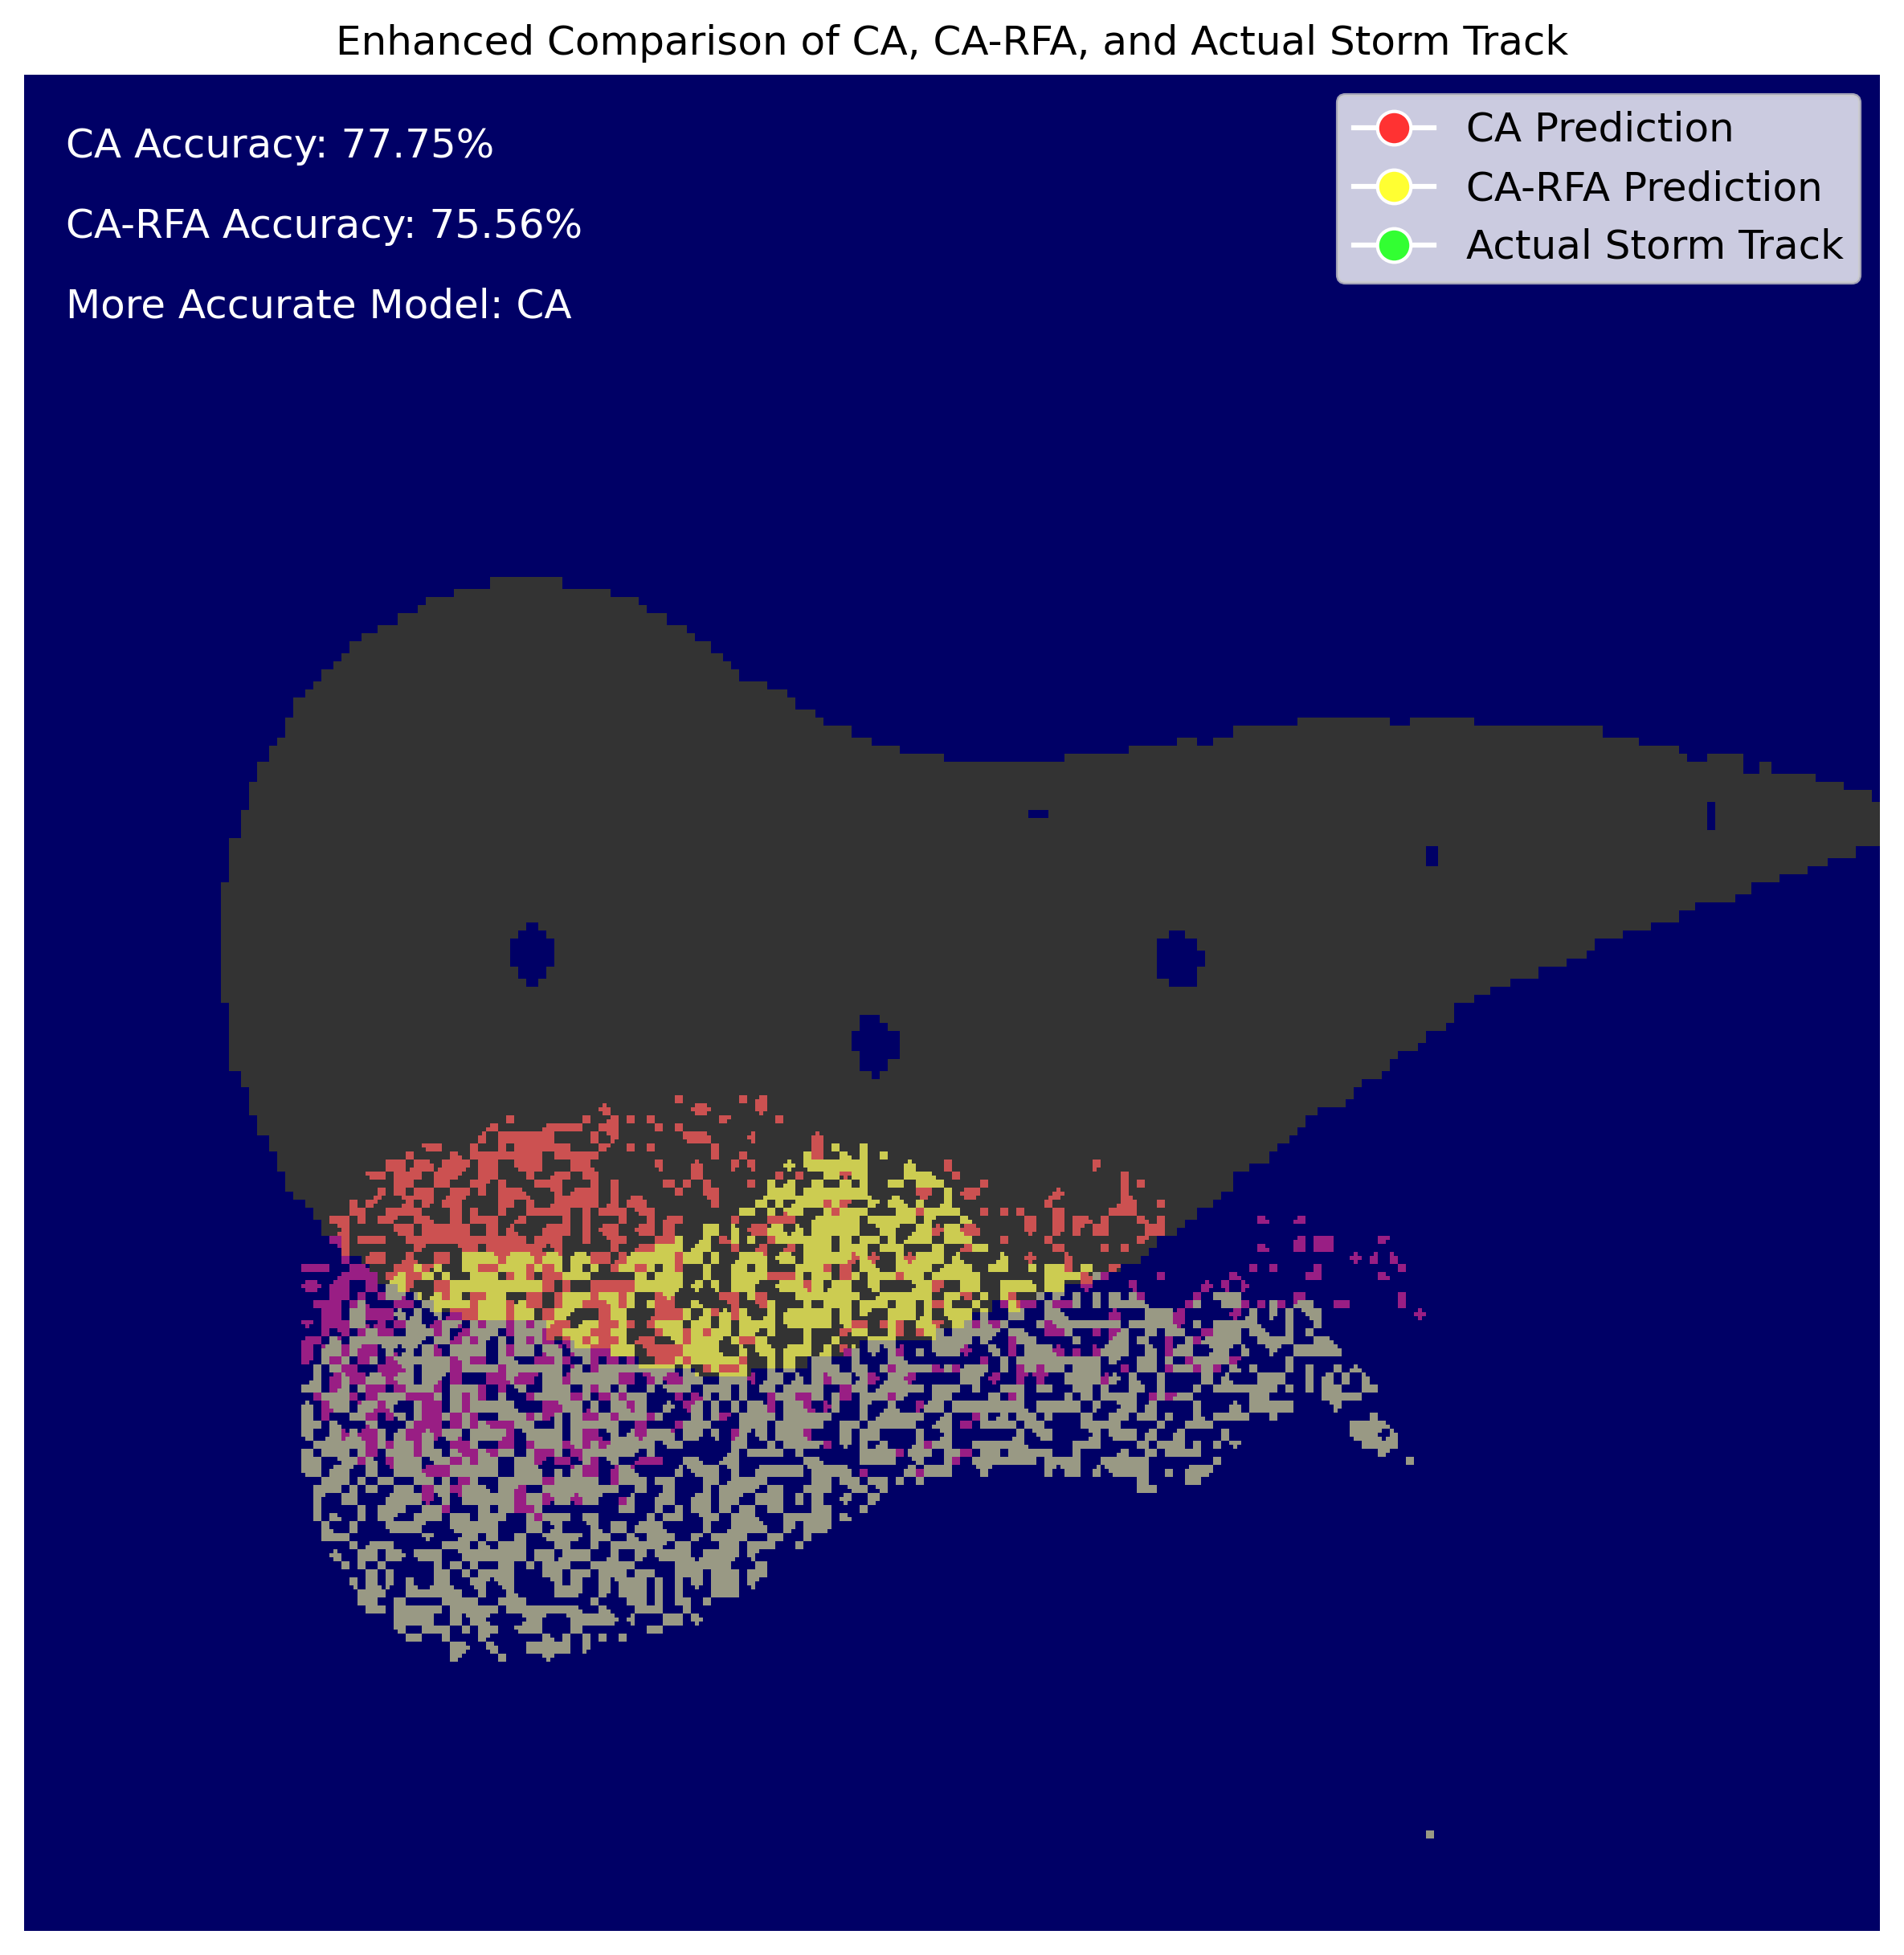 Enhanced Comparison of CA, CA-RFA, and Actual Storm Track
CA Accuracy: 77.75%
CA-RFA Accuracy: 75.56%
More Accurate Model: CA
CA Prediction
CA-RFA Prediction
Actual Storm Track